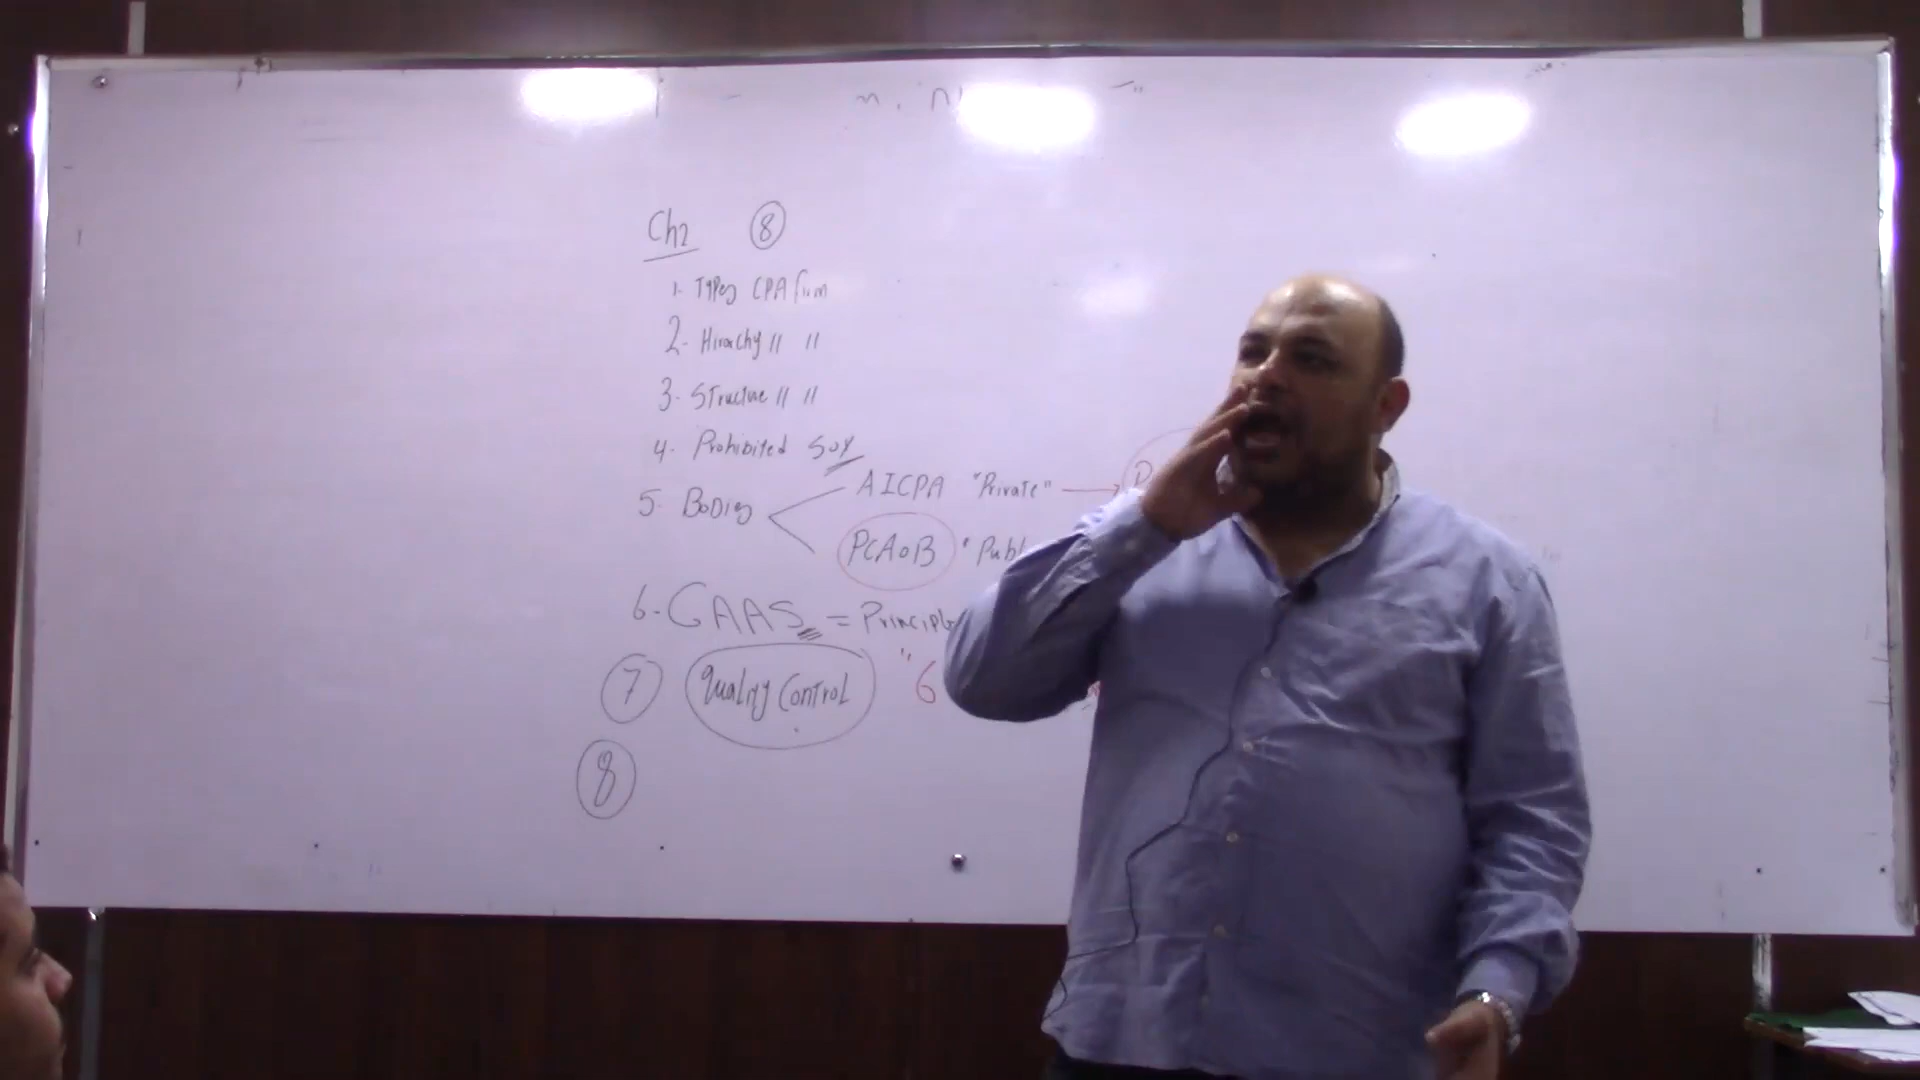 Ch2 8
1. Types CPA firm
2- Hirachy " "
3- Structure " "
4- Prohibited SOX
5- Bodies AICPA "Private"
PCAOB "Publ
6- GAAS = Principle
7 Quality Control " 6
8